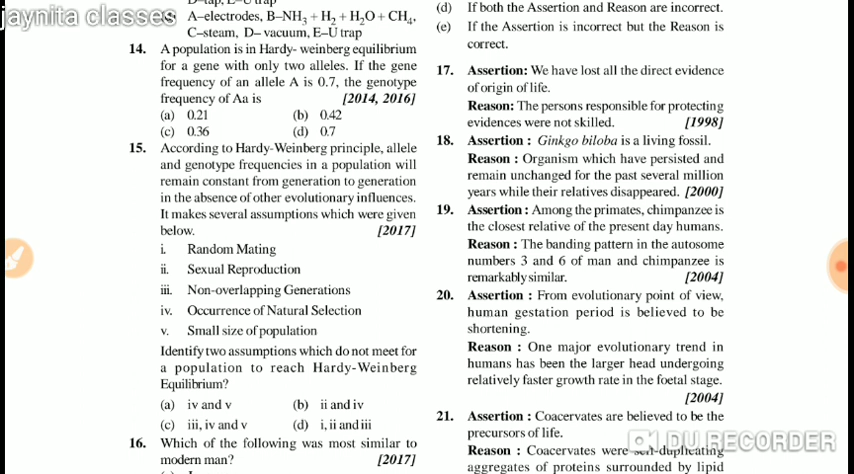 jaynita classes
A–electrodes, B–NH3 + H2 + H2O + CH4,
C–steam, D– vacuum, E–U trap
14. A population is in Hardy- weinberg equilibrium
for a gene with only two alleles. If the gene
frequency of an allele A is 0.7, the genotype
frequency of Aa is [2014, 2016]
(a) 0.21 (b) 0.42
(c) 0.36 (d) 0.7
15. According to Hardy-Weinberg principle, allele
and genotype frequencies in a population will
remain constant from generation to generation
in the absence of other evolutionary influences.
It makes several assumptions which were given
below. [2017]
i. Random Mating
ii. Sexual Reproduction
iii. Non-overlapping Generations
iv. Occurrence of Natural Selection
v. Small size of population
Identify two assumptions which do not meet for
a population to reach Hardy-Weinberg
Equilibrium?
(a) iv and v (b) ii and iv
(c) iii, iv and v (d) i, ii and iii
16. Which of the following was most similar to
modern man? [2017]
(d) If both the Assertion and Reason are incorrect.
(e) If the Assertion is incorrect but the Reason is
correct.
17. Assertion: We have lost all the direct evidence
of origin of life.
Reason: The persons responsible for protecting
evidences were not skilled. [1998]
18. Assertion : Ginkgo biloba is a living fossil.
Reason : Organism which have persisted and
remain unchanged for the past several million
years while their relatives disappeared. [2000]
19. Assertion : Among the primates, chimpanzee is
the closest relative of the present day humans.
Reason : The banding pattern in the autosome
numbers 3 and 6 of man and chimpanzee is
remarkably similar. [2004]
20. Assertion : From evolutionary point of view,
human gestation period is believed to be
shortening.
Reason : One major evolutionary trend in
humans has been the larger head undergoing
relatively faster growth rate in the foetal stage.
[2004]
21. Assertion : Coacervates are believed to be the
precursors of life.
Reason : Coacervates were self-duplicating
aggregates of proteins surrounded by lipid
DU RECORDER